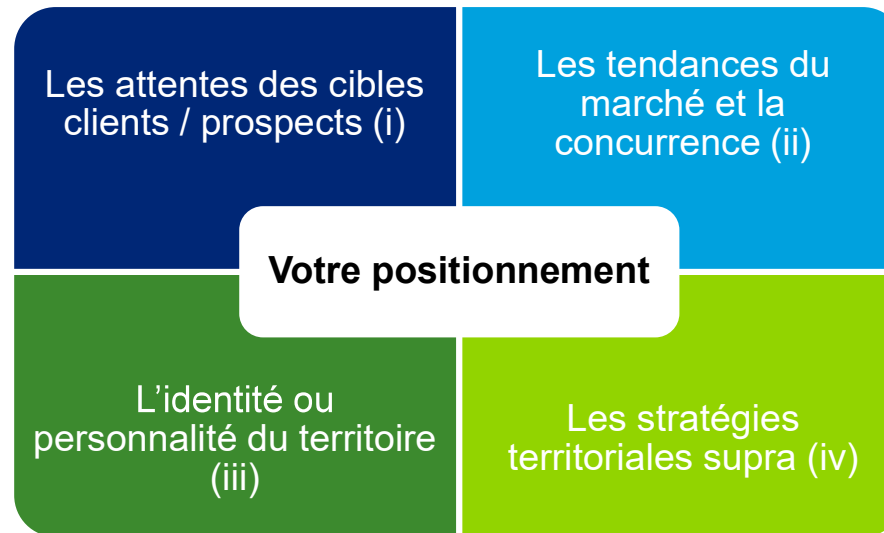 Les attentes des cibles
clients / prospects (i)
Les tendances du
marché et la
concurrence (ii)
Votre positionnement
L’identité ou
personnalité du territoire
(iii)
Les stratégies
territoriales supra (iv)